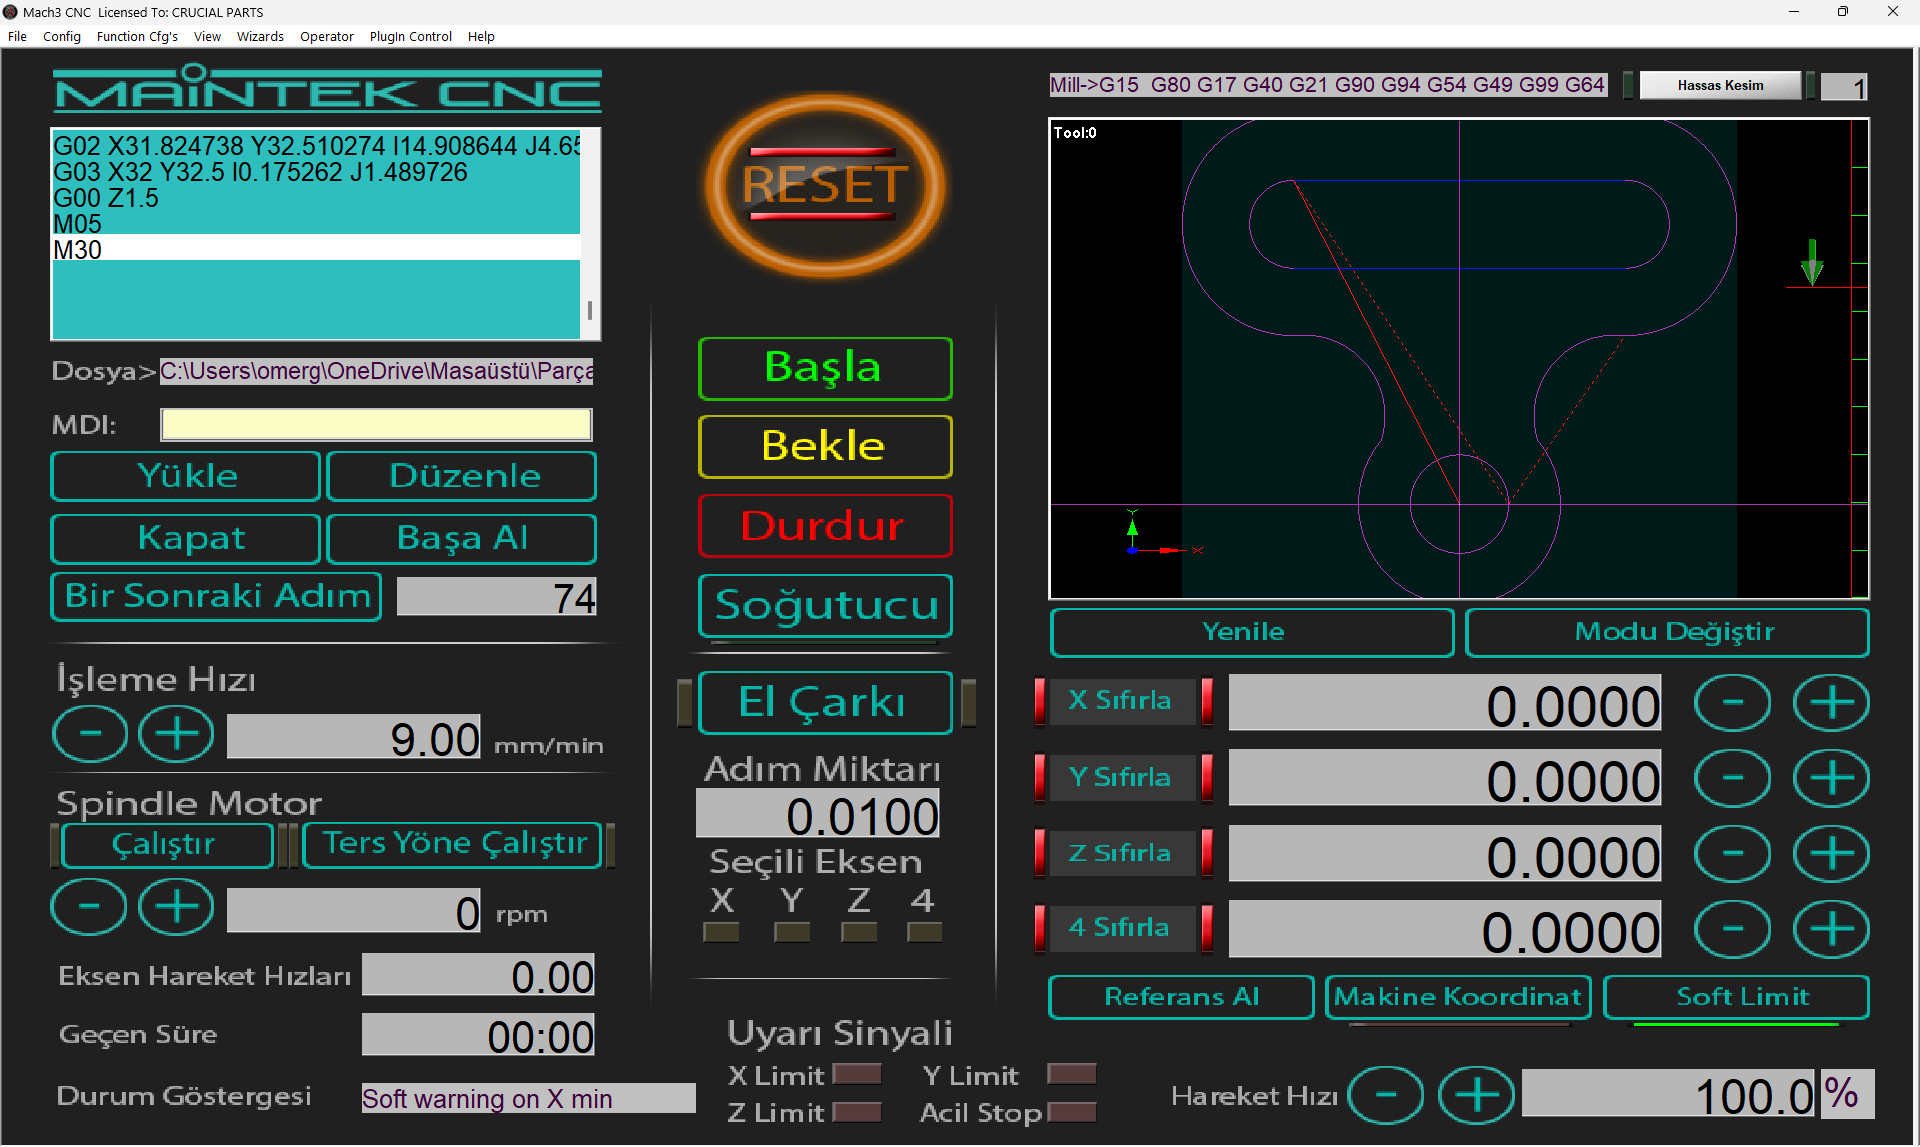 Mach3 CNC  Licensed To: CRUCIAL PARTS
File Config Function Cfg's View Wizards Operator PlugIn Control Help
MAiNTEK CNC
G02 X31.824738 Y32.510274 I14.908644 J4.65
G03 X32 Y32.5 I0.175262 J1.489726
G00 Z1.5
M05
M30
Dosya> C:\Users\omerg\OneDrive\Masaüstü\Parça
MDI:
Yükle Düzenle
Kapat Başa Al
Bir Sonraki Adım 74
İşleme Hızı
- + 9.00 mm/min
Spindle Motor
Çalıştır Ters Yöne Çalıştır
- + 0 rpm
Eksen Hareket Hızları 0.00
Geçen Süre 00:00
Durum Göstergesi Soft warning on X min
RESET
Başla
Bekle
Durdur
Soğutucu
El Çarkı
Adım Miktarı
0.0100
Seçili Eksen
X Y Z 4
Uyarı Sinyali
X Limit Y Limit
Z Limit Acil Stop
Mill->G15  G80 G17 G40 G21 G90 G94 G54 G49 G99 G64
Hassas Kesim 1
Tool:0
Y
X
Yenile Modu Değiştir
X Sıfırla 0.0000 - +
Y Sıfırla 0.0000 - +
Z Sıfırla 0.0000 - +
4 Sıfırla 0.0000 - +
Referans Al Makine Koordinat Soft Limit
Hareket Hızı - + 100.0 %